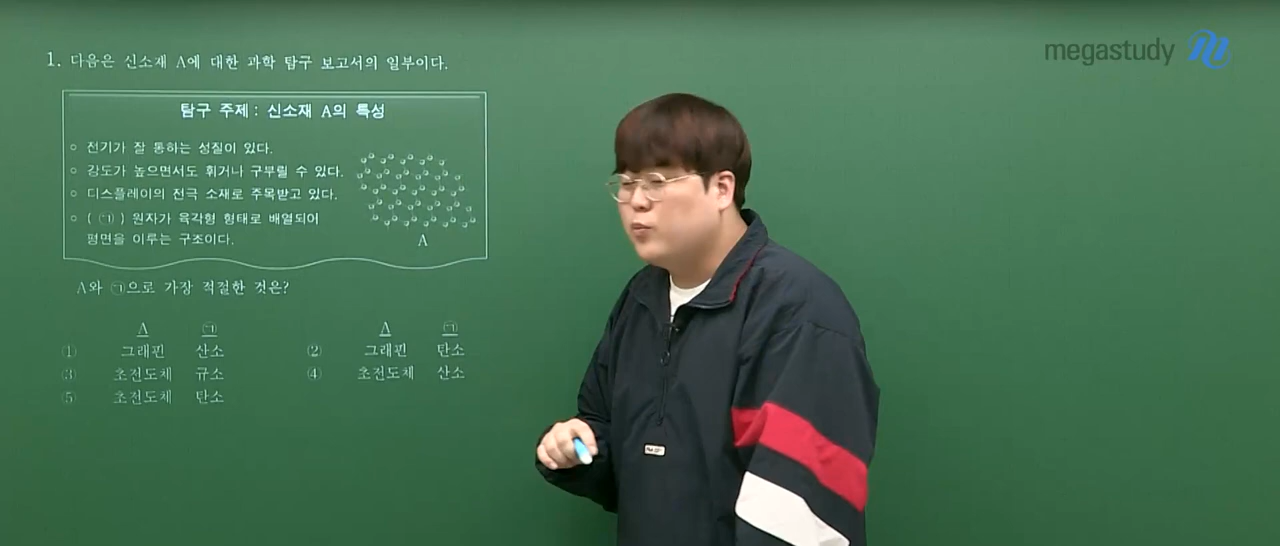 megastudy
1. 다음은 신소재 A에 대한 과학 탐구 보고서의 일부이다.
탐구 주제 : 신소재 A의 특성
○ 전기가 잘 통하는 성질이 있다.
○ 강도가 높으면서도 휘거나 구부릴 수 있다.
○ 디스플레이의 전극 소재로 주목받고 있다.
○ ( ㉠ ) 원자가 육각형 형태로 배열되어
평면을 이루는 구조이다.
A
A와 ㉠으로 가장 적절한 것은?
A ㉠ A ㉠
① 그래핀 산소 ② 그래핀 탄소
③ 초전도체 규소 ④ 초전도체 산소
⑤ 초전도체 탄소